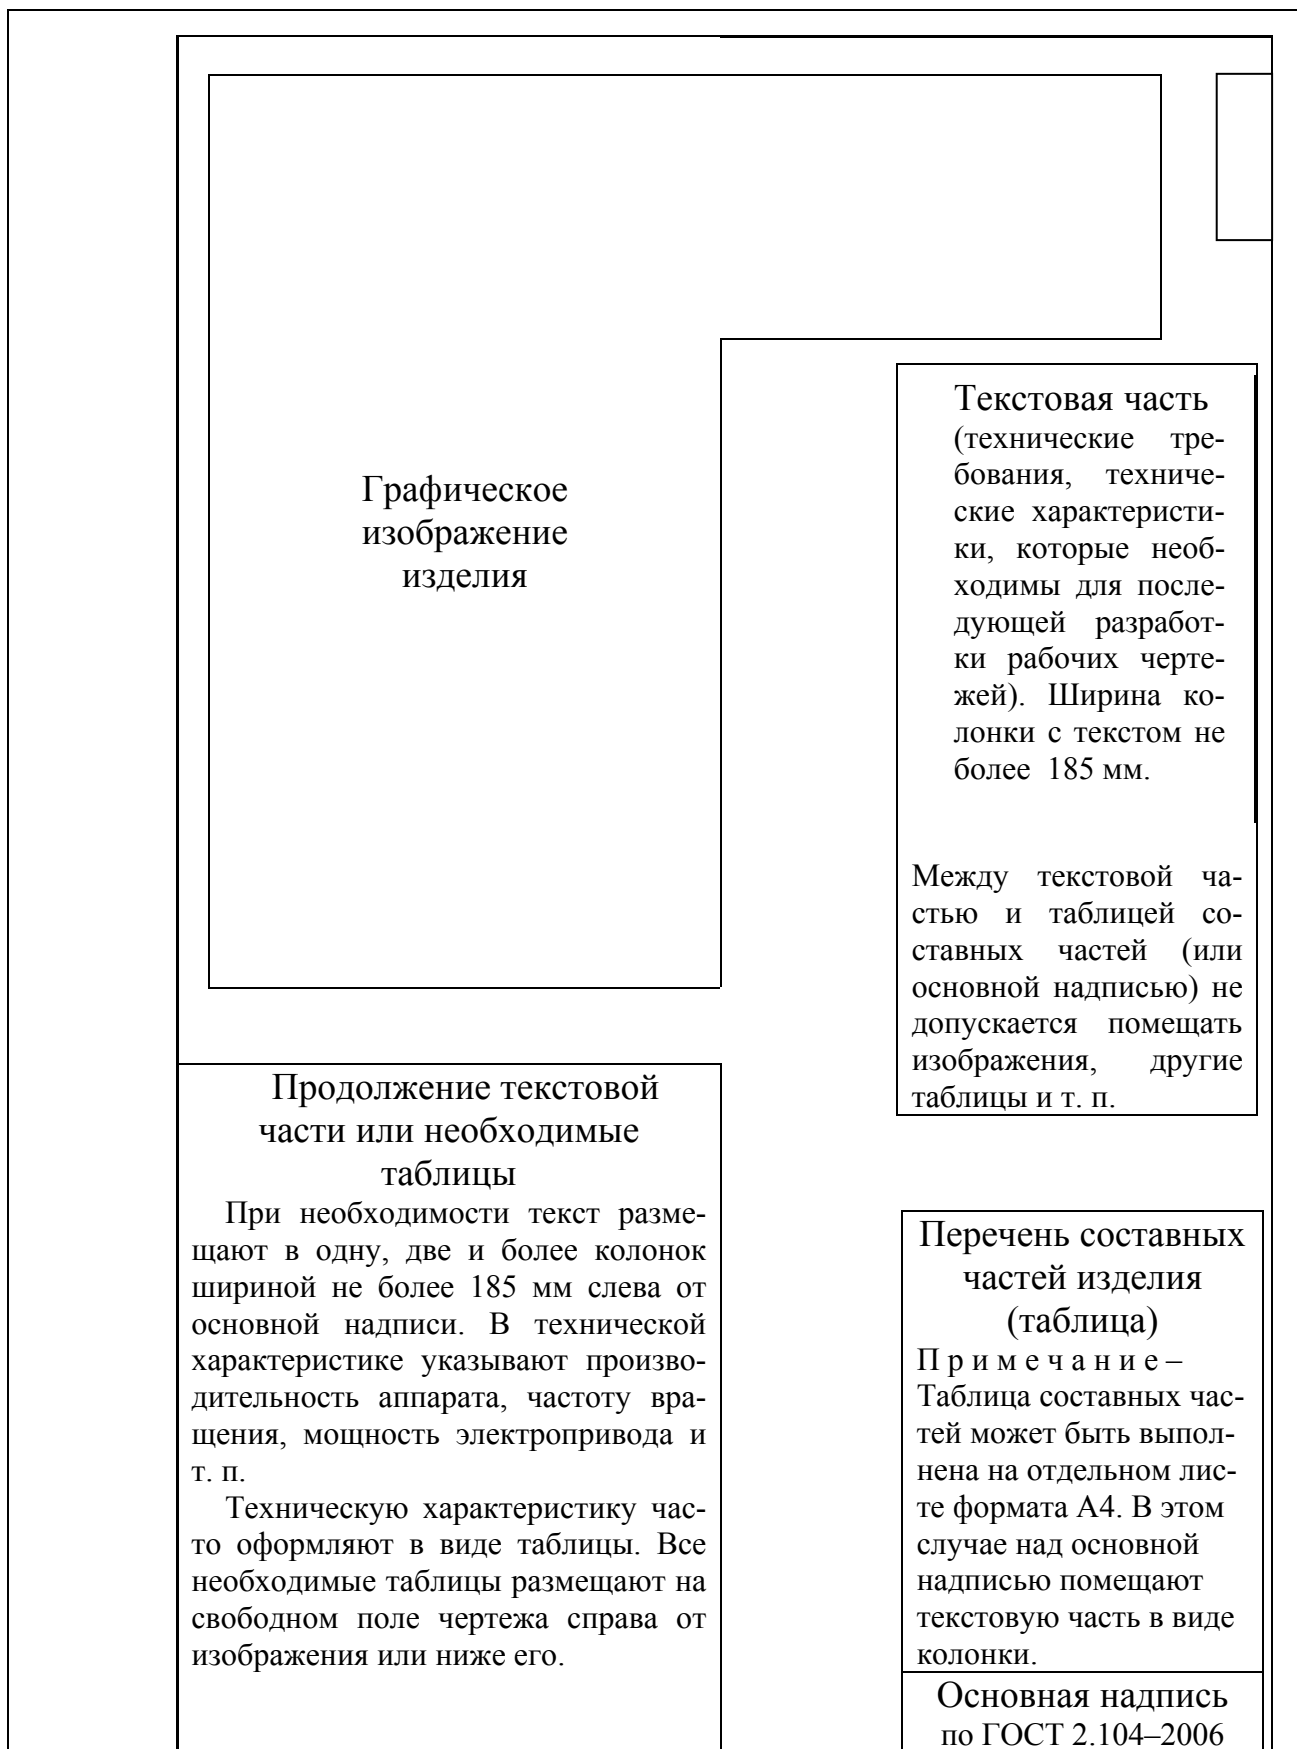 Графическое
изображение
изделия
Текстовая часть
(технические тре-
бования, техниче-
ские характеристи-
ки, которые необ-
ходимы для после-
дующей разработ-
ки рабочих черте-
жей). Ширина ко-
лонки с текстом не
более 185 мм.
Между текстовой ча-
стью и таблицей со-
ставных частей (или
основной надписью) не
допускается помещать
изображения, другие
таблицы и т. п.
Продолжение текстовой
части или необходимые
таблицы
При необходимости текст разме-
щают в одну, две и более колонок
шириной не более 185 мм слева от
основной надписи. В технической
характеристике указывают произво-
дительность аппарата, частоту вра-
щения, мощность электропривода и
т. п.
Техническую характеристику час-
то оформляют в виде таблицы. Все
необходимые таблицы размещают на
свободном поле чертежа справа от
изображения или ниже его.
Перечень составных
частей изделия
(таблица)
П р и м е ч а н и е –
Таблица составных час-
тей может быть выпол-
нена на отдельном лис-
те формата А4. В этом
случае над основной
надписью помещают
текстовую часть в виде
колонки.
Основная надпись
по ГОСТ 2.104–2006